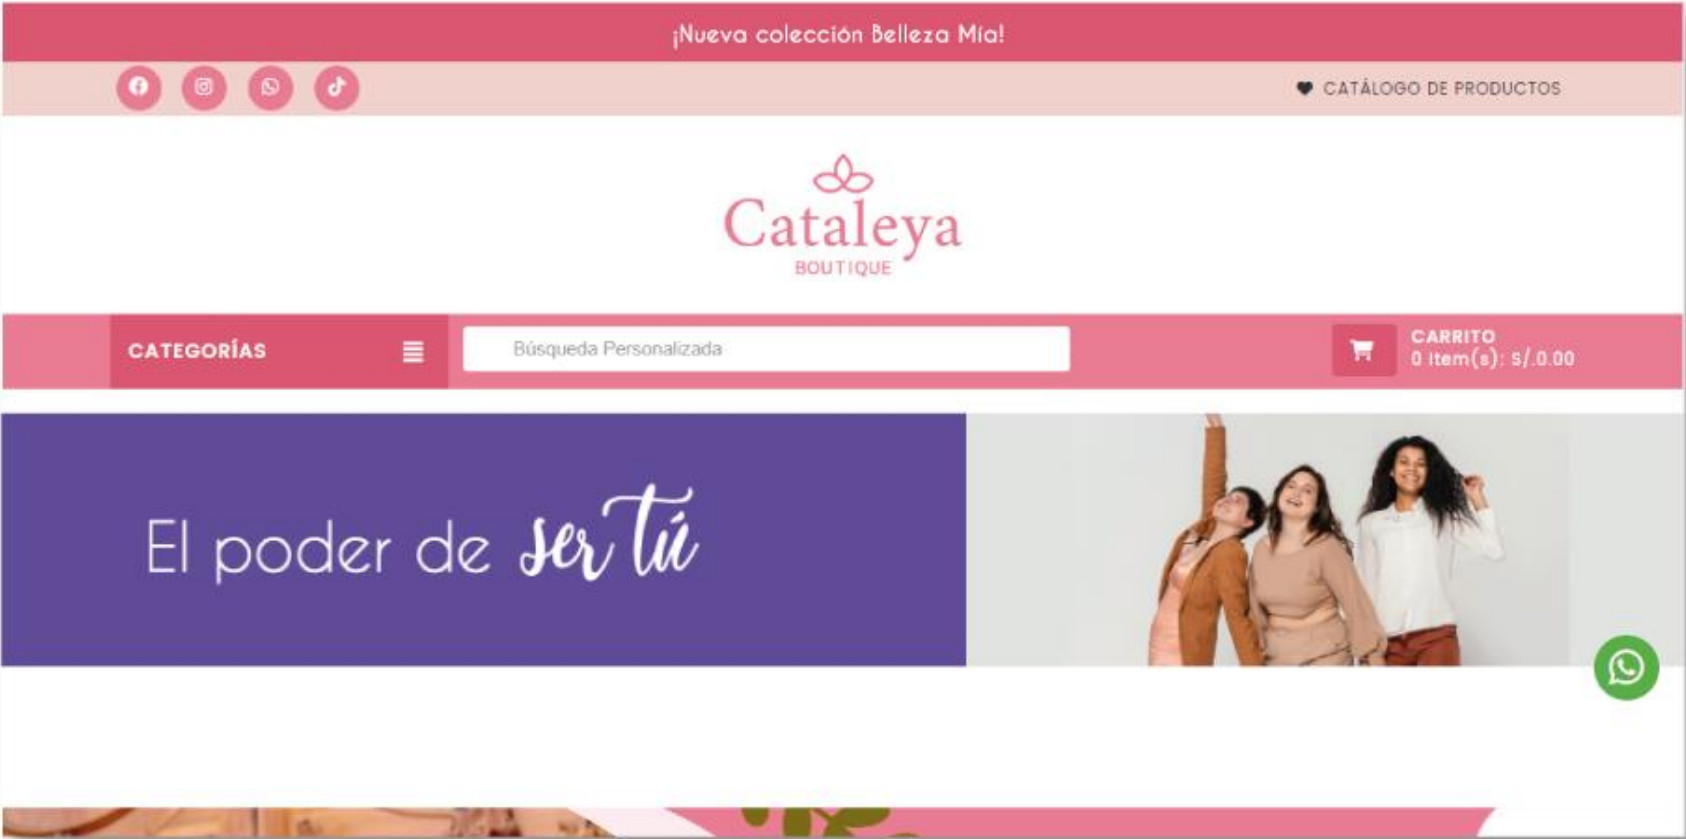 ¡Nueva colección Belleza Mía!
CATÁLOGO DE PRODUCTOS
Cataleya
BOUTIQUE
CATEGORÍAS
Búsqueda Personalizada
CARRITO
0 Item(s): S/.0.00
El poder de ser tú